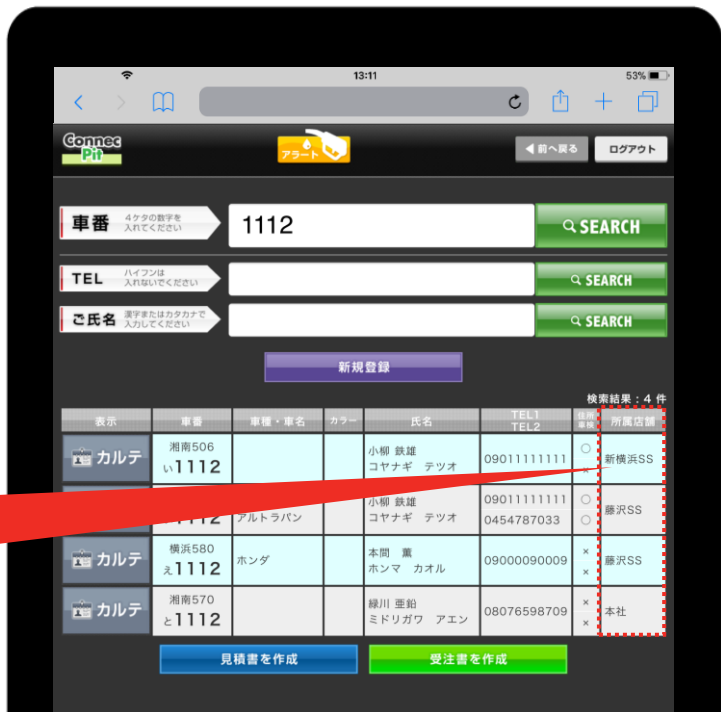 13:11
53%
Connec
Pit
アラート
前へ戻る
ログアウト
車番
4ケタの数字を
入れてください
1112
SEARCH
TEL
ハイフンは
入れないでください
SEARCH
ご氏名
漢字またはカタカナで
入力してください
SEARCH
新規登録
検索結果：4 件
表示 車番 車種・車名 カラー 氏名 TEL1 TEL2 住所 車検 所属店舗
カルテ 湘南506 い1112 小柳 鉄雄 コヤナギ テツオ 09011111111 ○ × 新横浜SS
1112 アルトラパン 小柳 鉄雄 コヤナギ テツオ 09011111111 0454787033 ○ ○ 藤沢SS
カルテ 横浜580 え1112 ホンダ 本間 薫 ホンマ カオル 09000090009 × × 藤沢SS
カルテ 湘南570 と1112 緑川 亜鉛 ミドリガワ アエン 08076598709 × × 本社
見積書を作成
受注書を作成